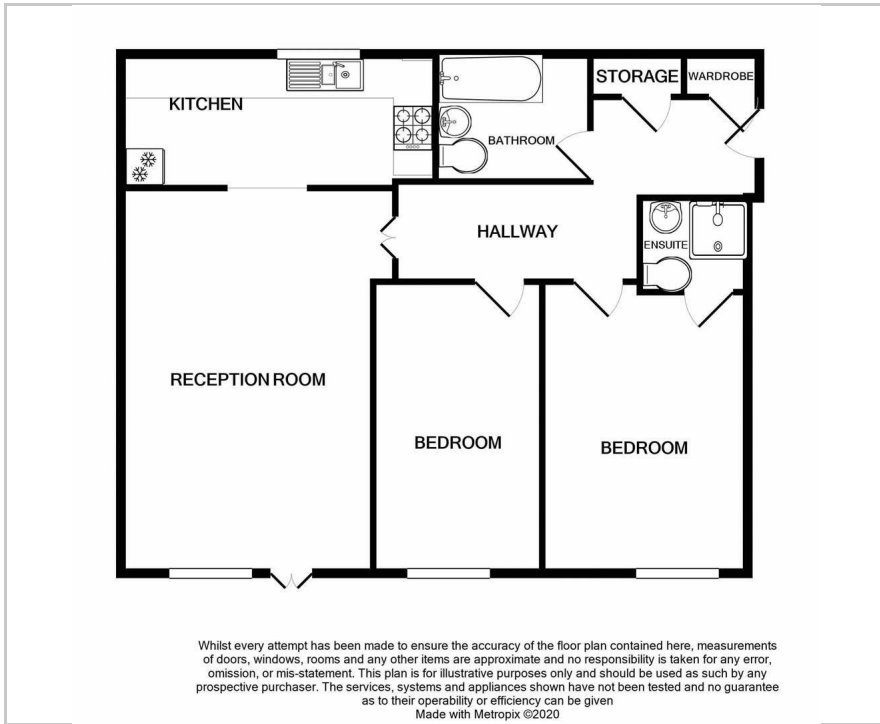 STORAGE
WARDROBE
KITCHEN
BATHROOM
HALLWAY
ENSUITE
RECEPTION ROOM
BEDROOM
BEDROOM
Whilst every attempt has been made to ensure the accuracy of the floor plan contained here, measurements
of doors, windows, rooms and any other items are approximate and no responsibility is taken for any error,
omission, or mis-statement. This plan is for illustrative purposes only and should be used as such by any
prospective purchaser. The services, systems and appliances shown have not been tested and no guarantee
as to their operability or efficiency can be given
Made with Metropix ©2020